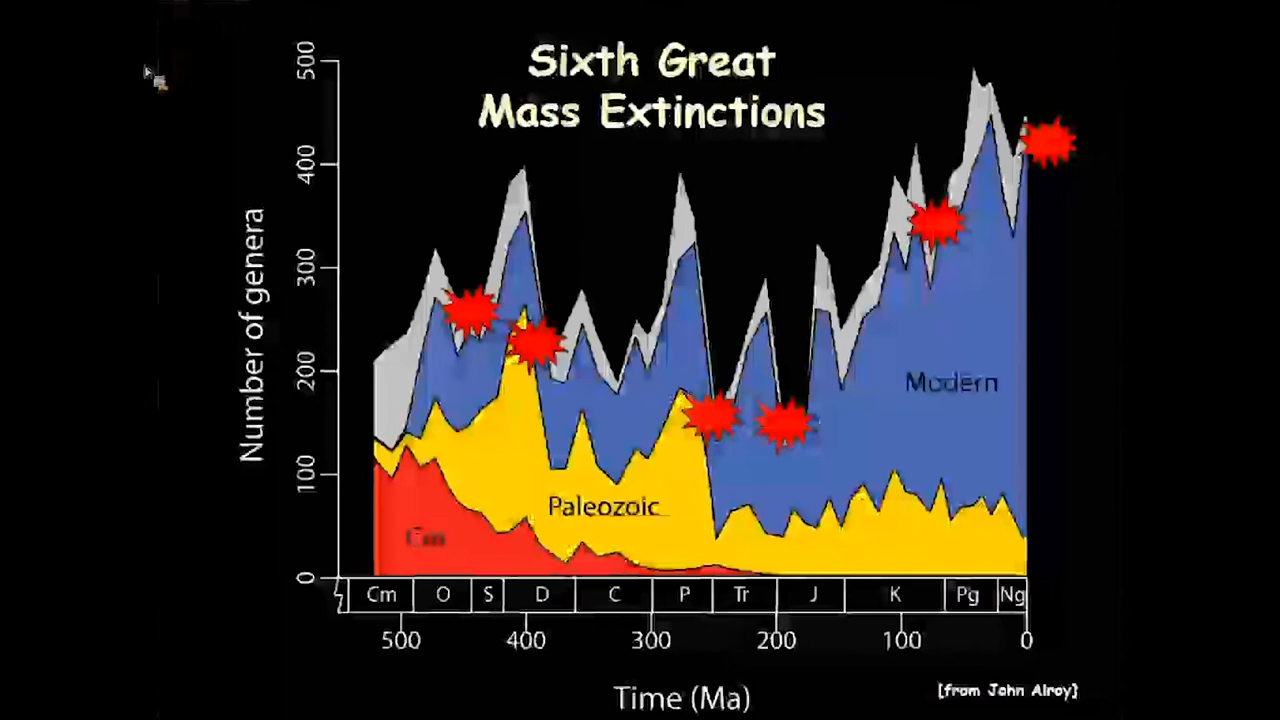 Sixth Great
Mass Extinctions
500
400
300
200
100
0
Number of genera
Modern
Paleozoic
Cm
Cm O S D C P Tr J K Pg Ng
500 400 300 200 100 0
Time (Ma)
[from John Alroy]